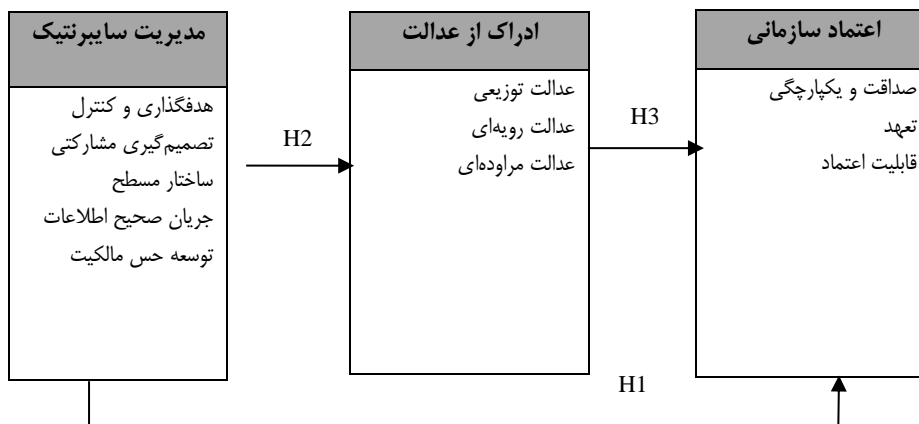 مدیریت سایبرنتیک
هدفگذاری و کنترل
تصمیم‌گیری مشارکتی
ساختار مسطح
جریان صحیح اطلاعات
توسعه حس مالکیت
H2
ادراک از عدالت
عدالت توزیعی
عدالت رویه‌ای
عدالت مراوده‌ای
H3
اعتماد سازمانی
صداقت و یکپارچگی
تعهد
قابلیت اعتماد
H1